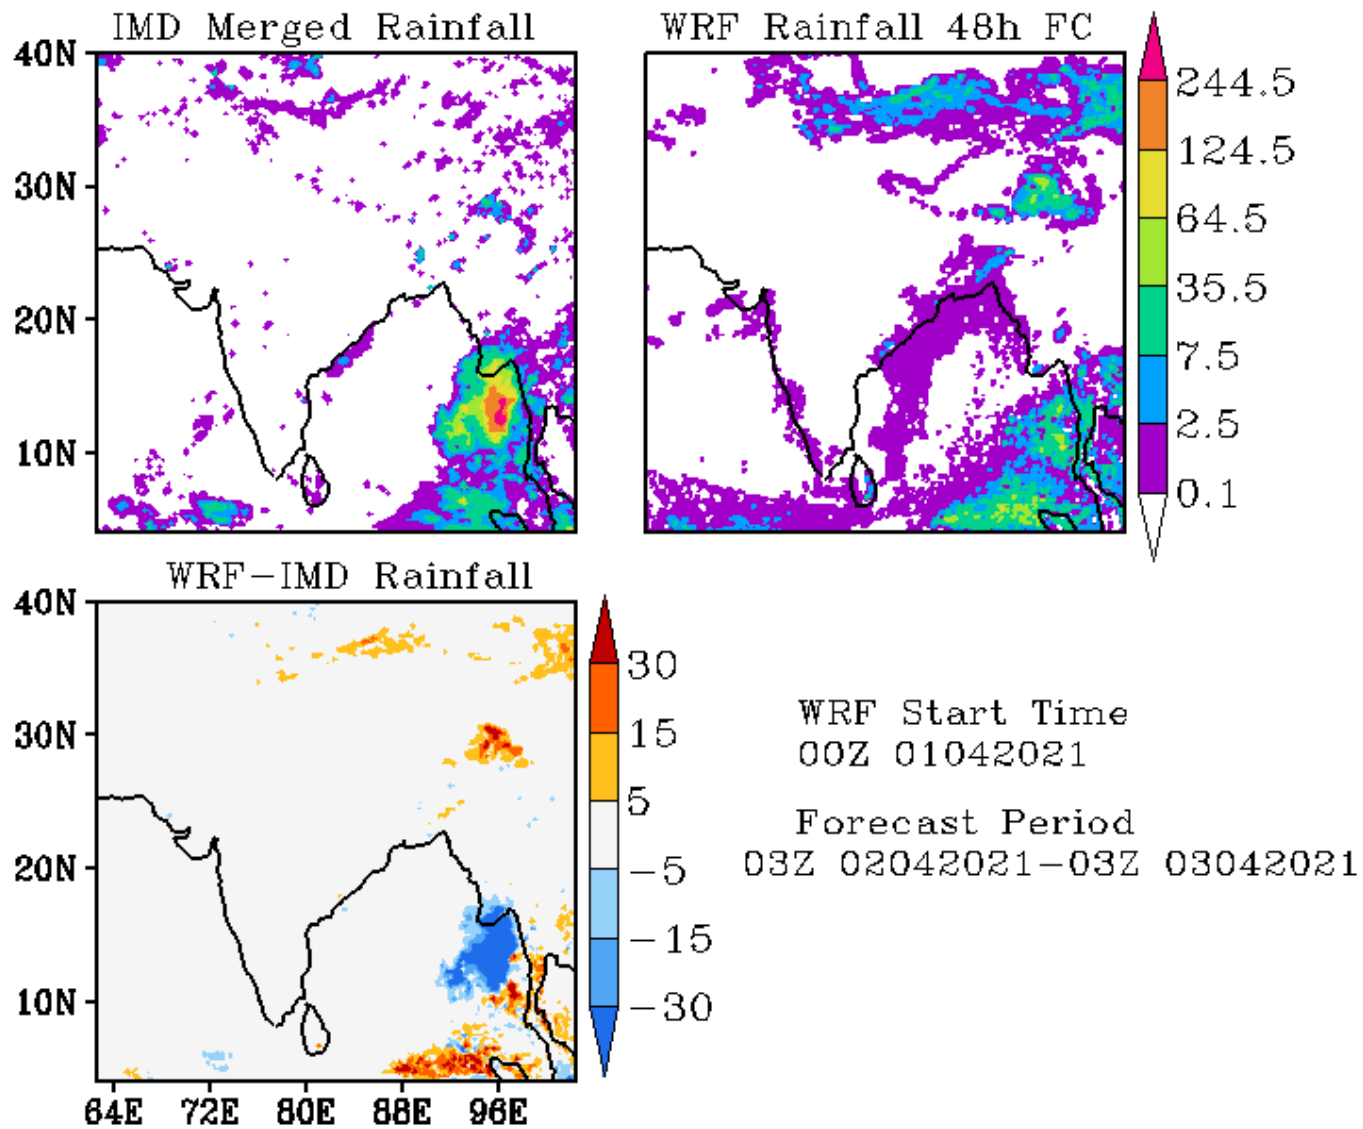 IMD Merged Rainfall
WRF Rainfall 48h FC
40N
30N
20N
10N
244.5
124.5
64.5
35.5
7.5
2.5
0.1
WRF-IMD Rainfall
40N
30N
20N
10N
64E 72E 80E 88E 96E
30
15
5
-5
-15
-30
WRF Start Time
00Z 01042021
Forecast Period
03Z 02042021-03Z 03042021